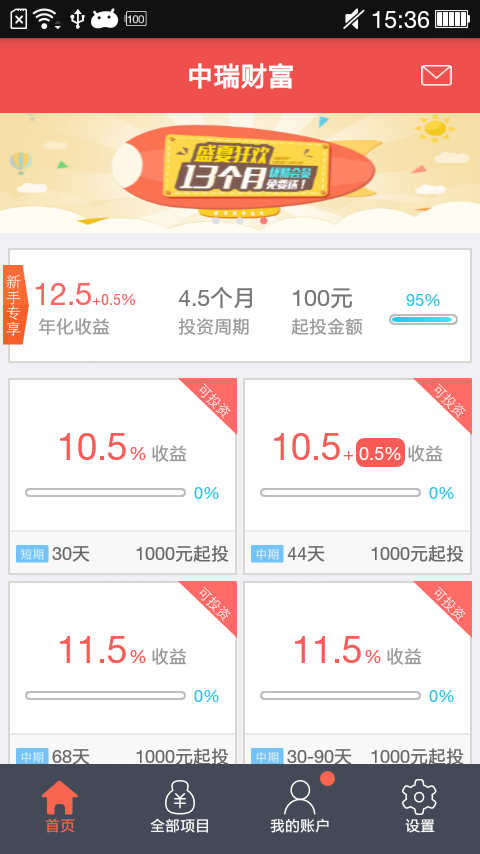 100
15:36
中瑞财富
盛夏狂欢
13个月
优酷会员
免费送！
新手专享
12.5+0.5%
4.5个月
100元
95%
年化收益
投资周期
起投金额
可投资
10.5% 收益
0%
短期 30天 1000元起投
可投资
10.5+0.5% 收益
0%
中期 44天 1000元起投
可投资
11.5% 收益
0%
中期 68天 1000元起投
可投资
11.5% 收益
0%
中期 30-90天 1000元起投
首页
全部项目
我的账户
设置